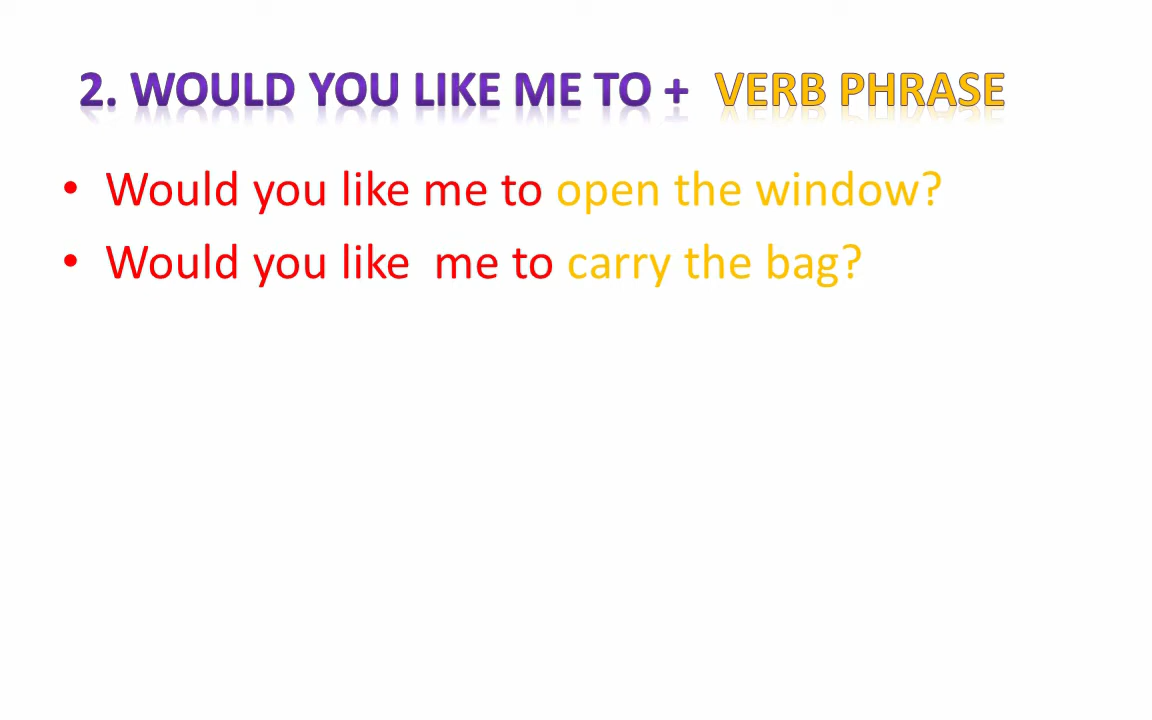 2. WOULD YOU LIKE ME TO + VERB PHRASE
• Would you like me to open the window?
• Would you like me to carry the bag?